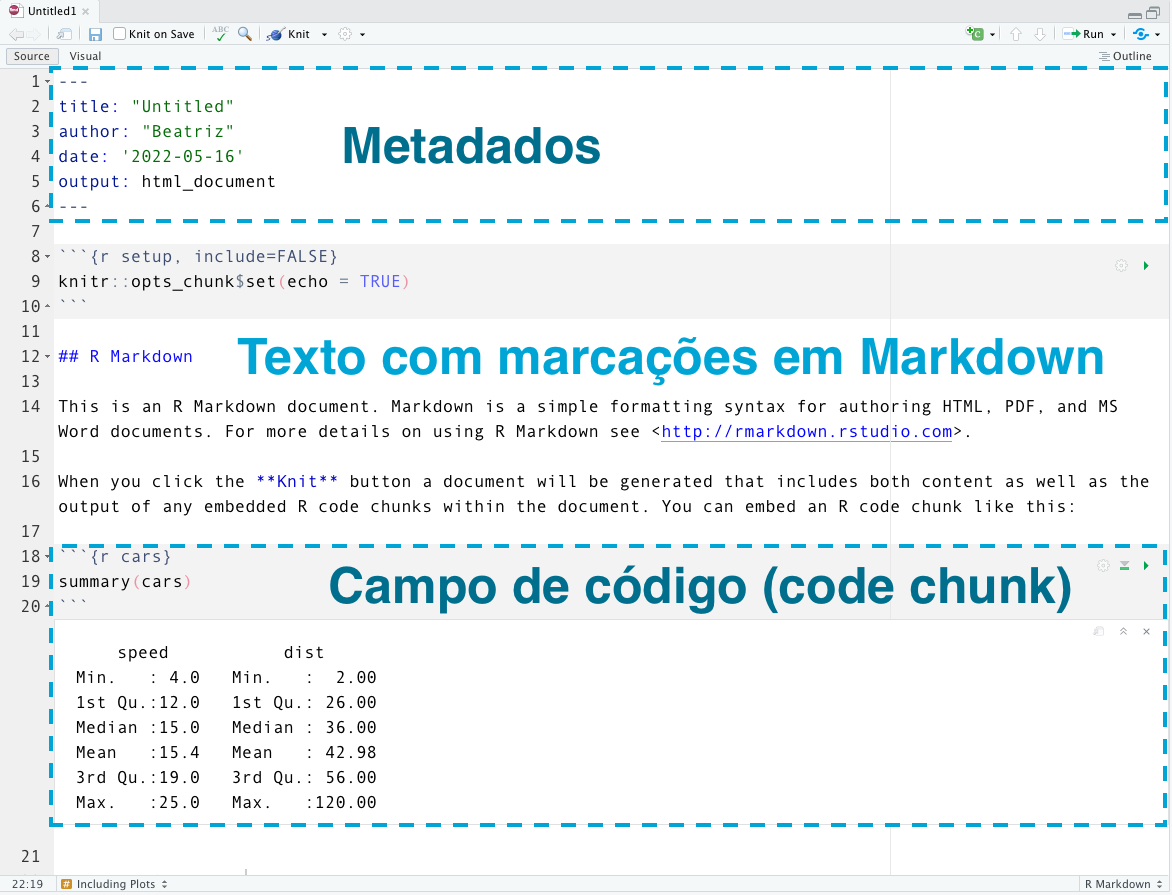 Untitled1
Knit on Save
ABC
Knit
Run
Source
Visual
Outline
1 ---
2 title: "Untitled"
3 author: "Beatriz"
4 date: '2022-05-16'
5 output: html_document
6 ---
Metadados
7
8 ```{r setup, include=FALSE}
9 knitr::opts_chunk$set(echo = TRUE)
10 ```
11
12 ## R Markdown
Texto com marcações em Markdown
13
14 This is an R Markdown document. Markdown is a simple formatting syntax for authoring HTML, PDF, and MS
Word documents. For more details on using R Markdown see <http://rmarkdown.rstudio.com>.
15
16 When you click the **Knit** button a document will be generated that includes both content as well as the
output of any embedded R code chunks within the document. You can embed an R code chunk like this:
17
18 ```{r cars}
19 summary(cars)
20 ```
Campo de código (code chunk)
speed dist
Min. : 4.0 Min. : 2.00
1st Qu.:12.0 1st Qu.: 26.00
Median :15.0 Median : 36.00
Mean :15.4 Mean : 42.98
3rd Qu.:19.0 3rd Qu.: 56.00
Max. :25.0 Max. :120.00
21
22:19
# Including Plots
R Markdown